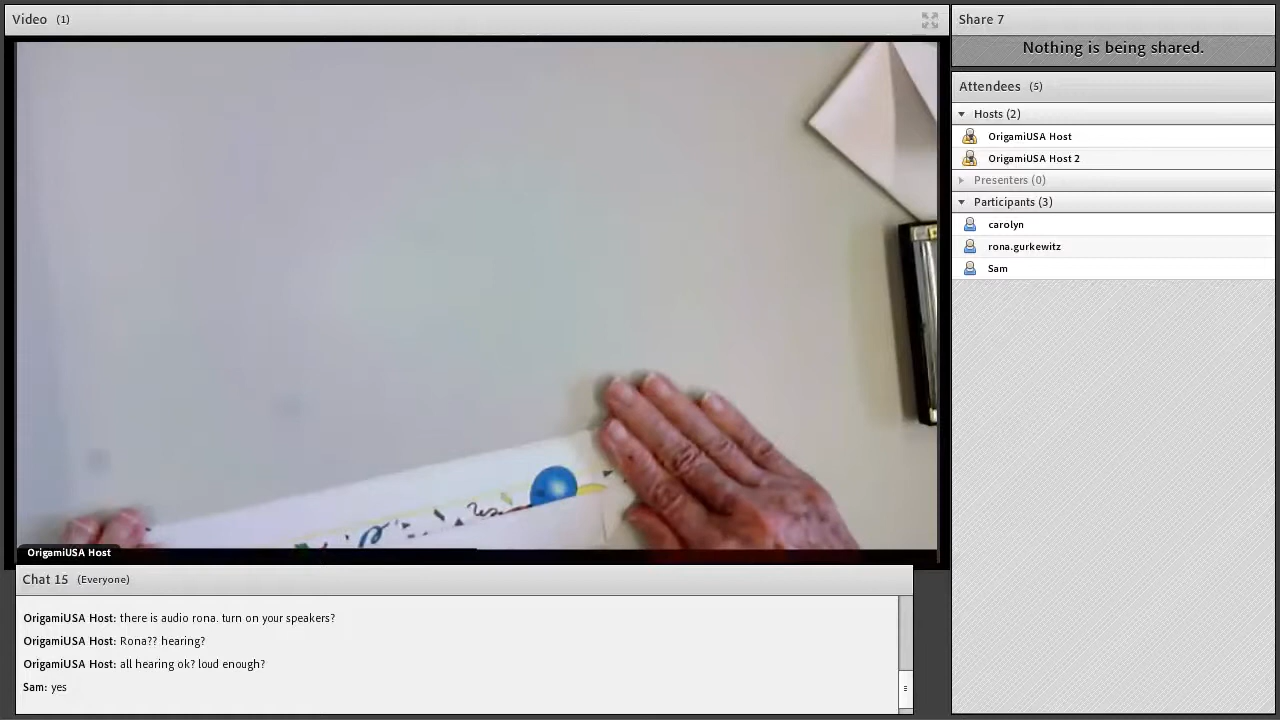 Video (1)
OrigamiUSA Host
Chat 15 (Everyone)
OrigamiUSA Host: there is audio rona. turn on your speakers?
OrigamiUSA Host: Rona?? hearing?
OrigamiUSA Host: all hearing ok? loud enough?
Sam: yes
Share 7
Nothing is being shared.
Attendees (5)
Hosts (2)
OrigamiUSA Host
OrigamiUSA Host 2
Presenters (0)
Participants (3)
carolyn
rona.gurkewitz
Sam